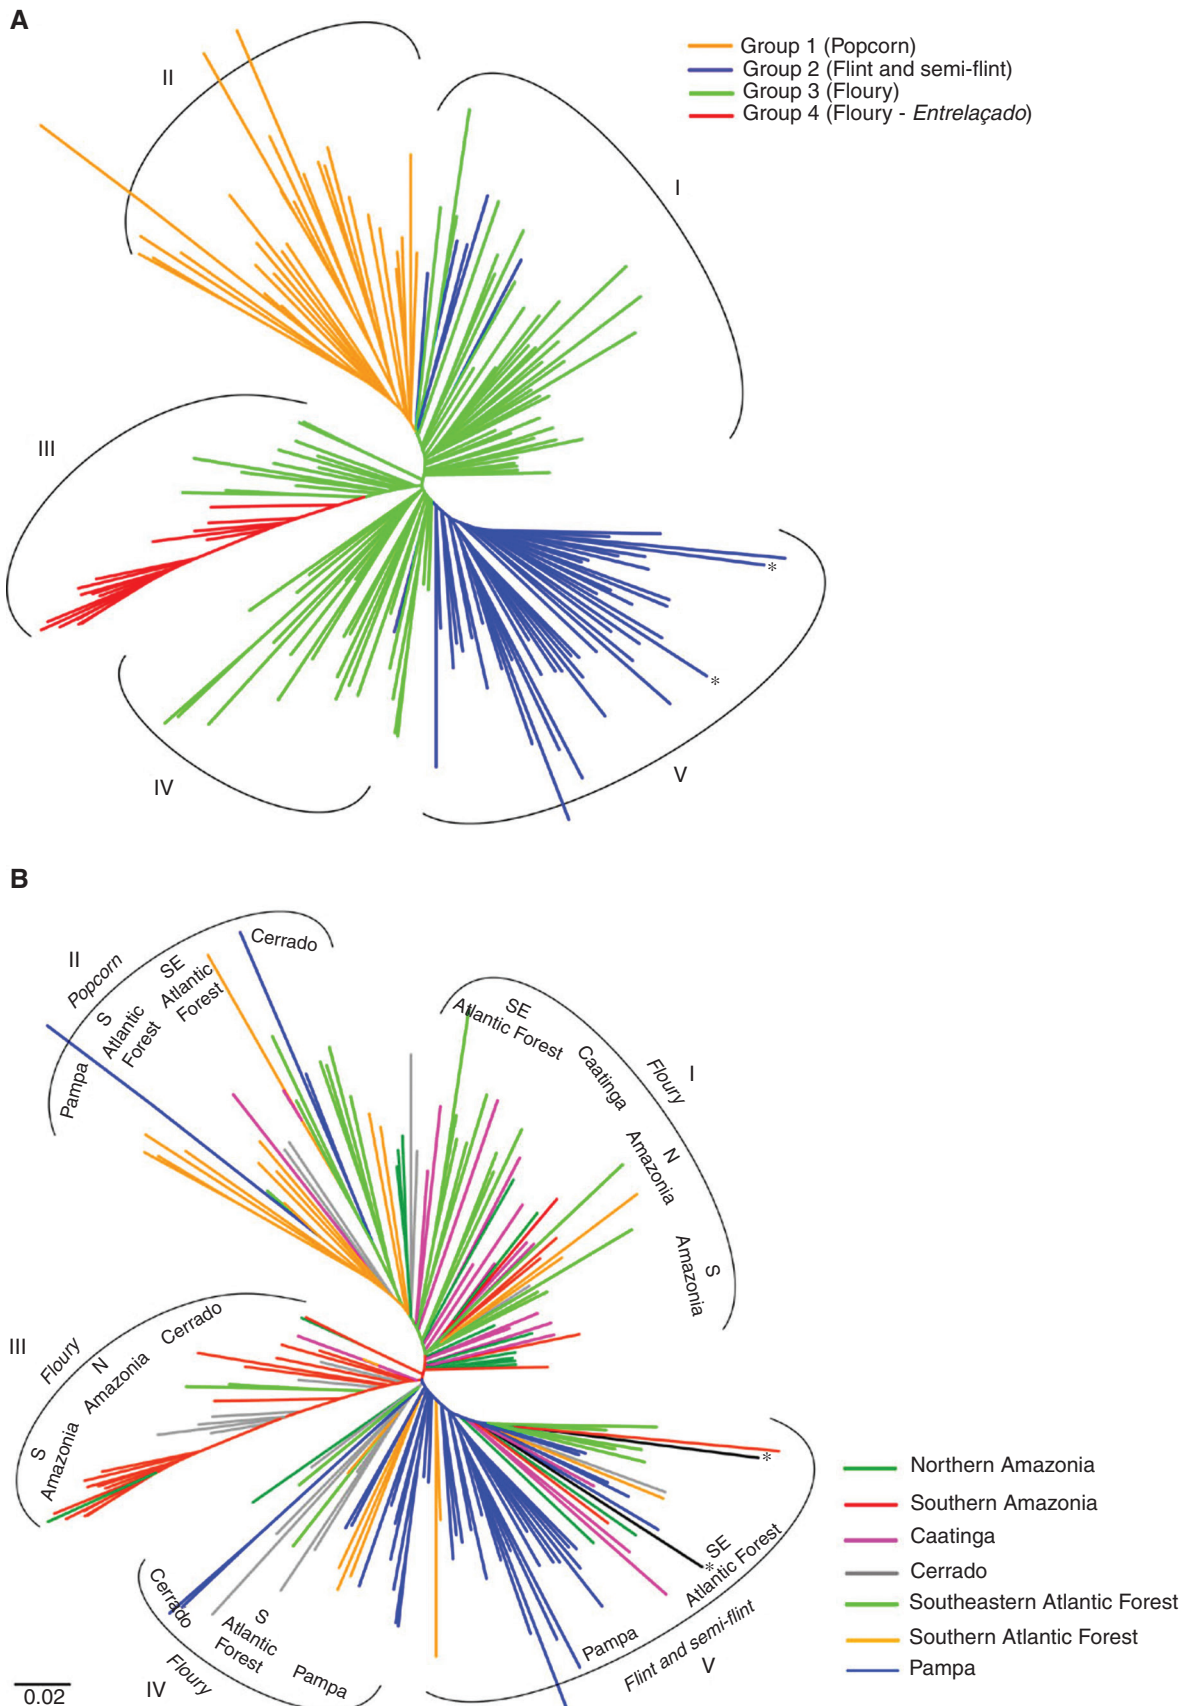 A
Group 1 (Popcorn)
Group 2 (Flint and semi-flint)
Group 3 (Floury)
Group 4 (Floury - Entrelaçado)
II
I
III
*
*
IV
V
B
II
Popcorn
Pampa
S
Atlantic
Forest
SE
Atlantic
Forest
Cerrado
SE
Atlantic Forest
Caatinga
N
Amazonia
S
Amazonia
Floury
I
III
Floury
S
Amazonia
N
Amazonia
Cerrado
*
*
SE
Atlantic Forest
Pampa
Flint and semi-flint
V
Cerrado
S
Atlantic
Forest
Pampa
Floury
IV
Northern Amazonia
Southern Amazonia
Caatinga
Cerrado
Southeastern Atlantic Forest
Southern Atlantic Forest
Pampa
0.02